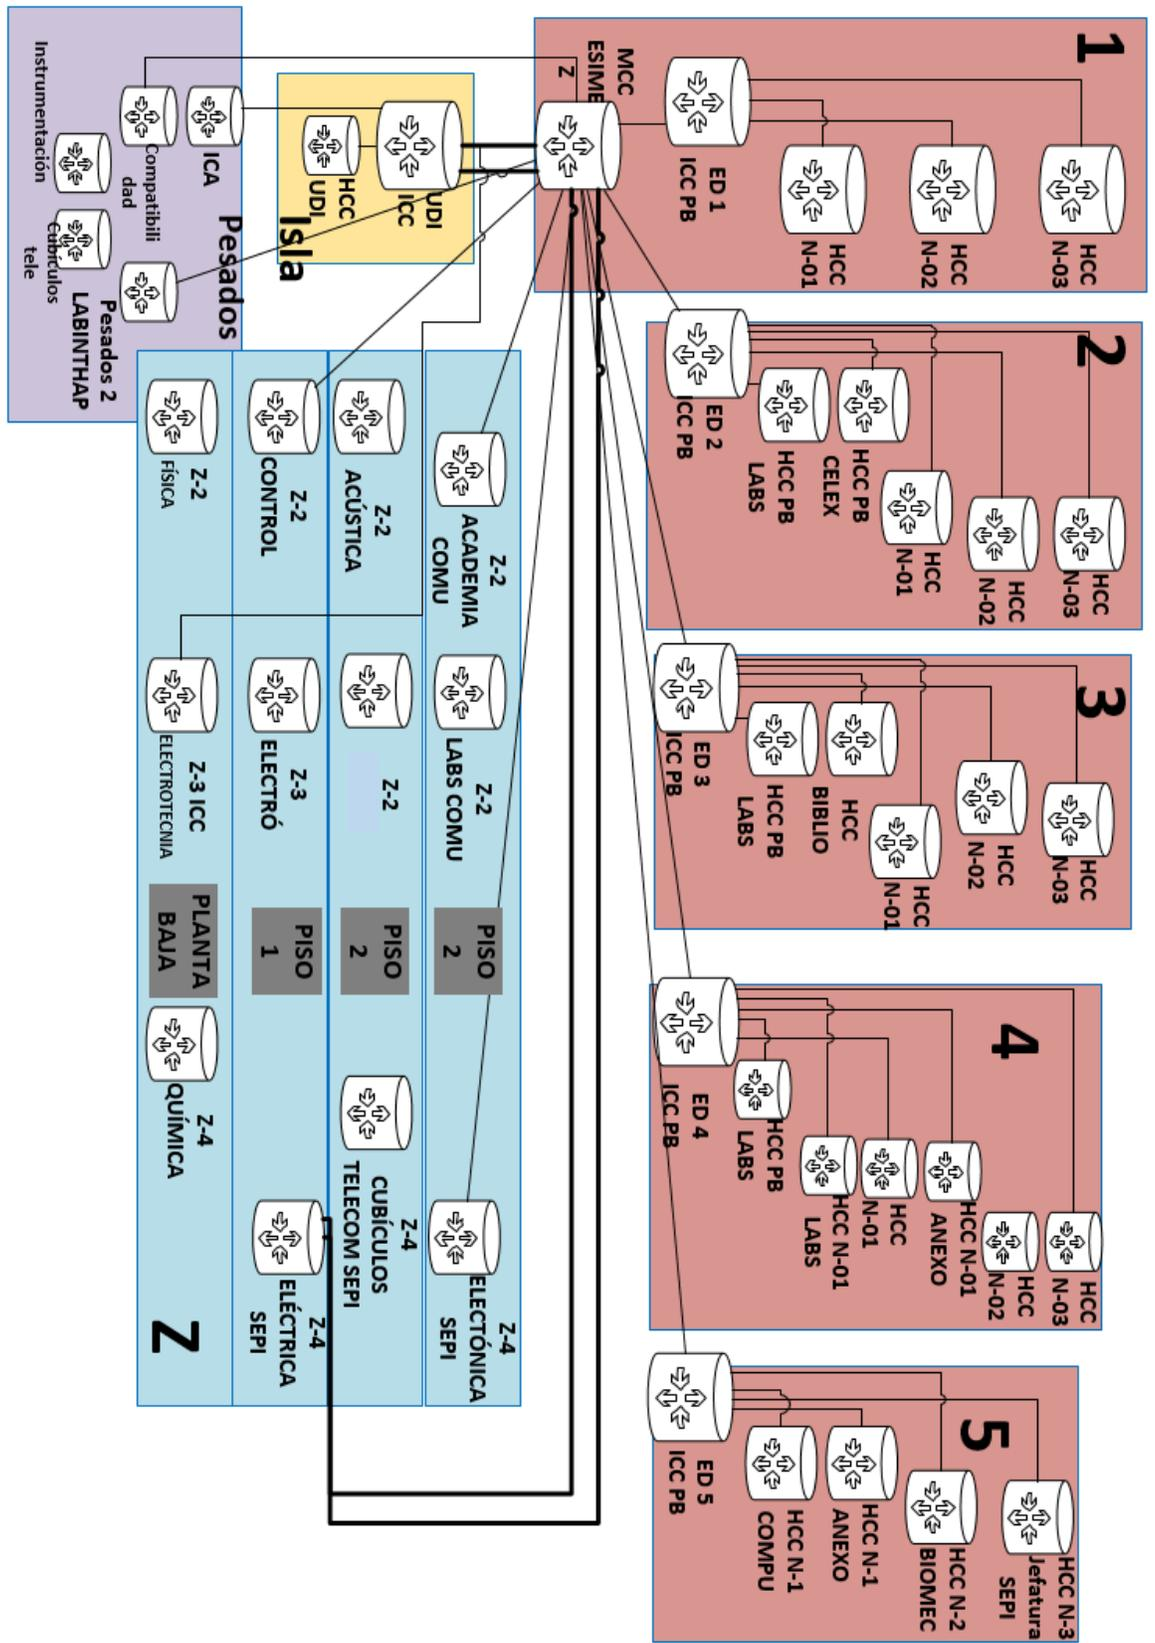 1
MCC
ESIME
Z
ED 1
ICC PB
HCC
N-01
HCC
N-02
HCC
N-03
2
ED 2
ICC PB
HCC PB
LABS
HCC PB
CELEX
HCC
N-01
HCC
N-02
HCC
N-03
3
ED 3
ICC PB
HCC PB
LABS
HCC
BIBLIO
HCC
N-01
HCC
N-02
HCC
N-03
4
ED 4
ICC PB
HCC PB
LABS
HCC N-01
LABS
HCC
N-01
HCC N-01
ANEXO
HCC
N-02
HCC
N-03
5
ED 5
ICC PB
HCC N-1
COMPU
HCC N-1
ANEXO
HCC N-2
BIOMEC
HCC N-3
Jefatura
SEPI
UDI
ICC
HCC
UDI
Isla
Pesados
ICA
Compatibili
dad
Instrumentación
Cubículos
tele
Pesados 2
LABINTHAP
Z-2
ACADEMIA
COMU
Z-2
LABS COMU
PISO
2
Z-4
ELECTÓNICA
SEPI
Z-2
ACÚSTICA
Z-2
PISO
2
Z-4
CUBÍCULOS
TELECOM SEPI
Z-2
CONTROL
Z-3
ELECTRÓ
PISO
1
Z-4
ELÉCTRICA
SEPI
Z-2
FÍSICA
Z-3 ICC
ELECTROTECNIA
PLANTA
BAJA
Z-4
QUÍMICA
Z